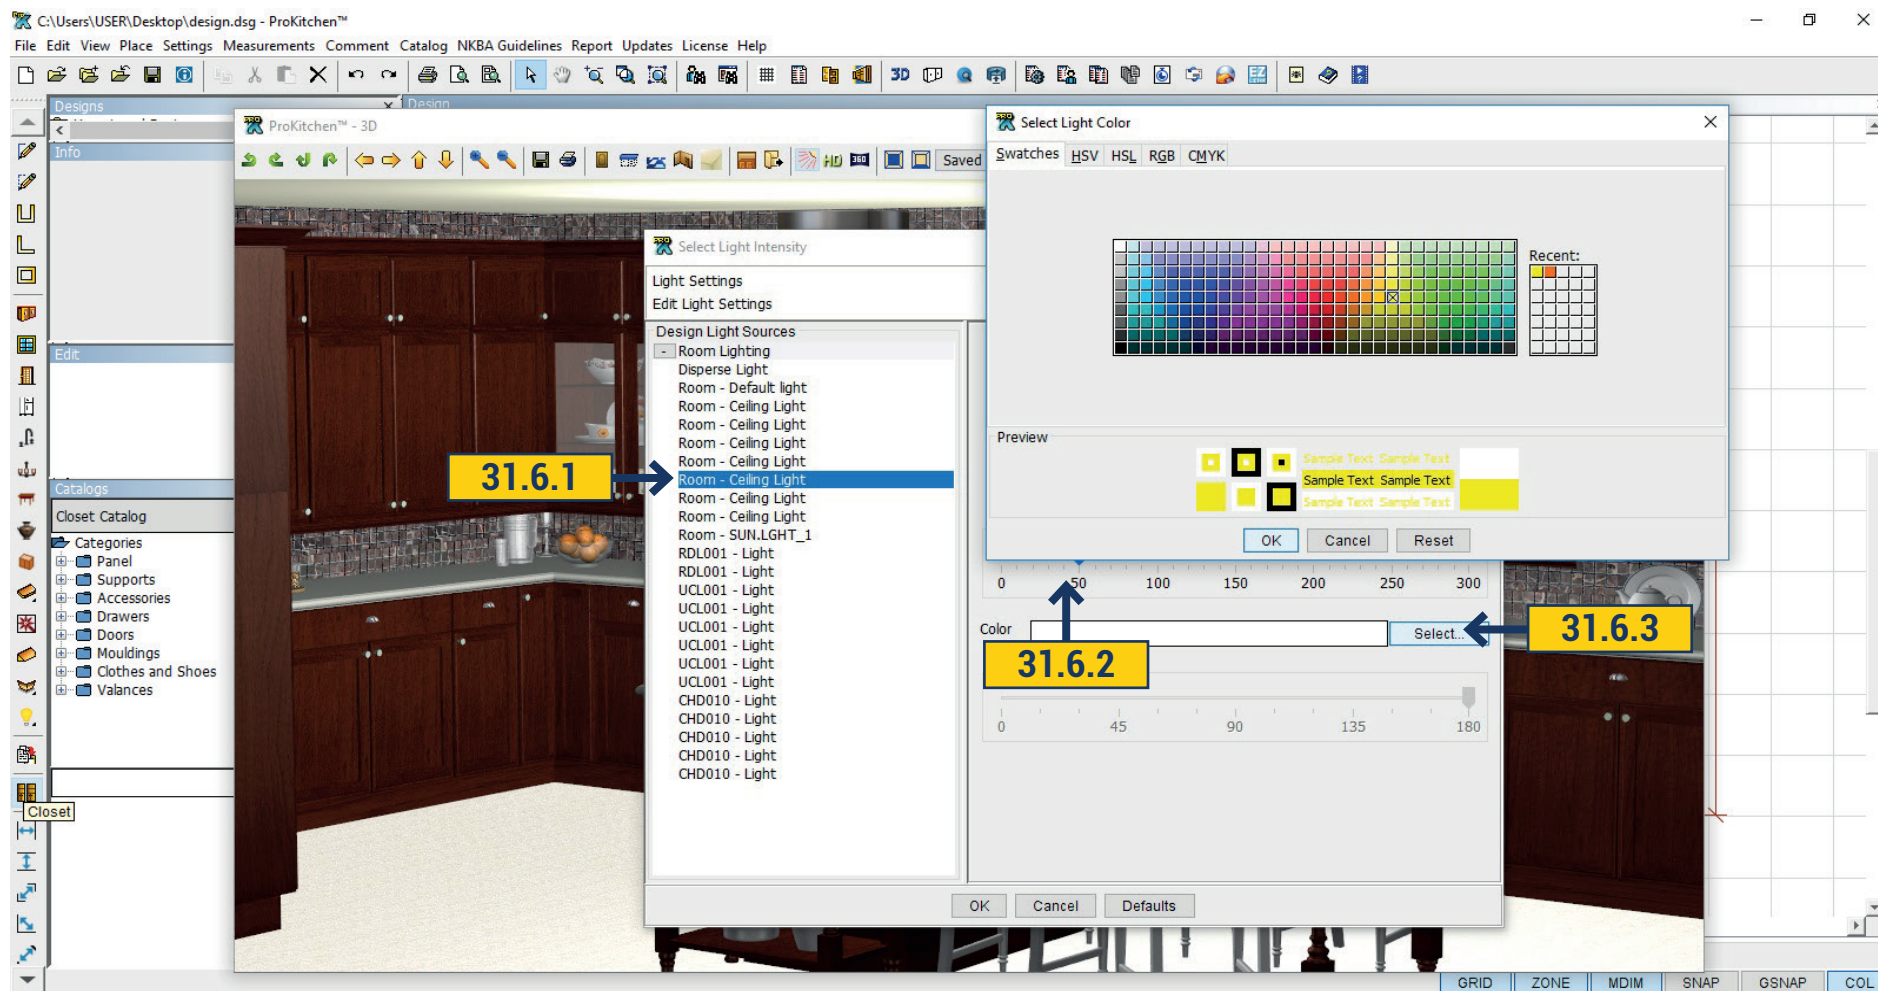 C:\Users\USER\Desktop\design.dsg - ProKitchen™
File Edit View Place Settings Measurements Comment Catalog NKBA Guidelines Report Updates License Help
3D
Designs
Design
Info
Edit
Catalogs
Closet Catalog
Categories
Panel
Supports
Accessories
Drawers
Doors
Mouldings
Clothes and Shoes
Valances
Closet
ProKitchen™ - 3D
HD 360 Saved
Select Light Intensity
Light Settings
Edit Light Settings
Design Light Sources
- Room Lighting
Disperse Light
Room - Default light
Room - Ceiling Light
Room - Ceiling Light
Room - Ceiling Light
Room - Ceiling Light
Room - Ceiling Light
Room - Ceiling Light
Room - Ceiling Light
Room - SUN.LGHT_1
RDL001 - Light
RDL001 - Light
UCL001 - Light
UCL001 - Light
UCL001 - Light
UCL001 - Light
UCL001 - Light
UCL001 - Light
CHD010 - Light
CHD010 - Light
CHD010 - Light
CHD010 - Light
CHD010 - Light
31.6.1
Select Light Color
Swatches HSV HSL RGB CMYK
Recent:
Preview
Sample Text Sample Text
Sample Text Sample Text
Sample Text Sample Text
OK Cancel Reset
0 50 100 150 200 250 300
Color
Select...
31.6.2
31.6.3
0 45 90 135 180
OK Cancel Defaults
GRID ZONE MDIM SNAP GSNAP COL